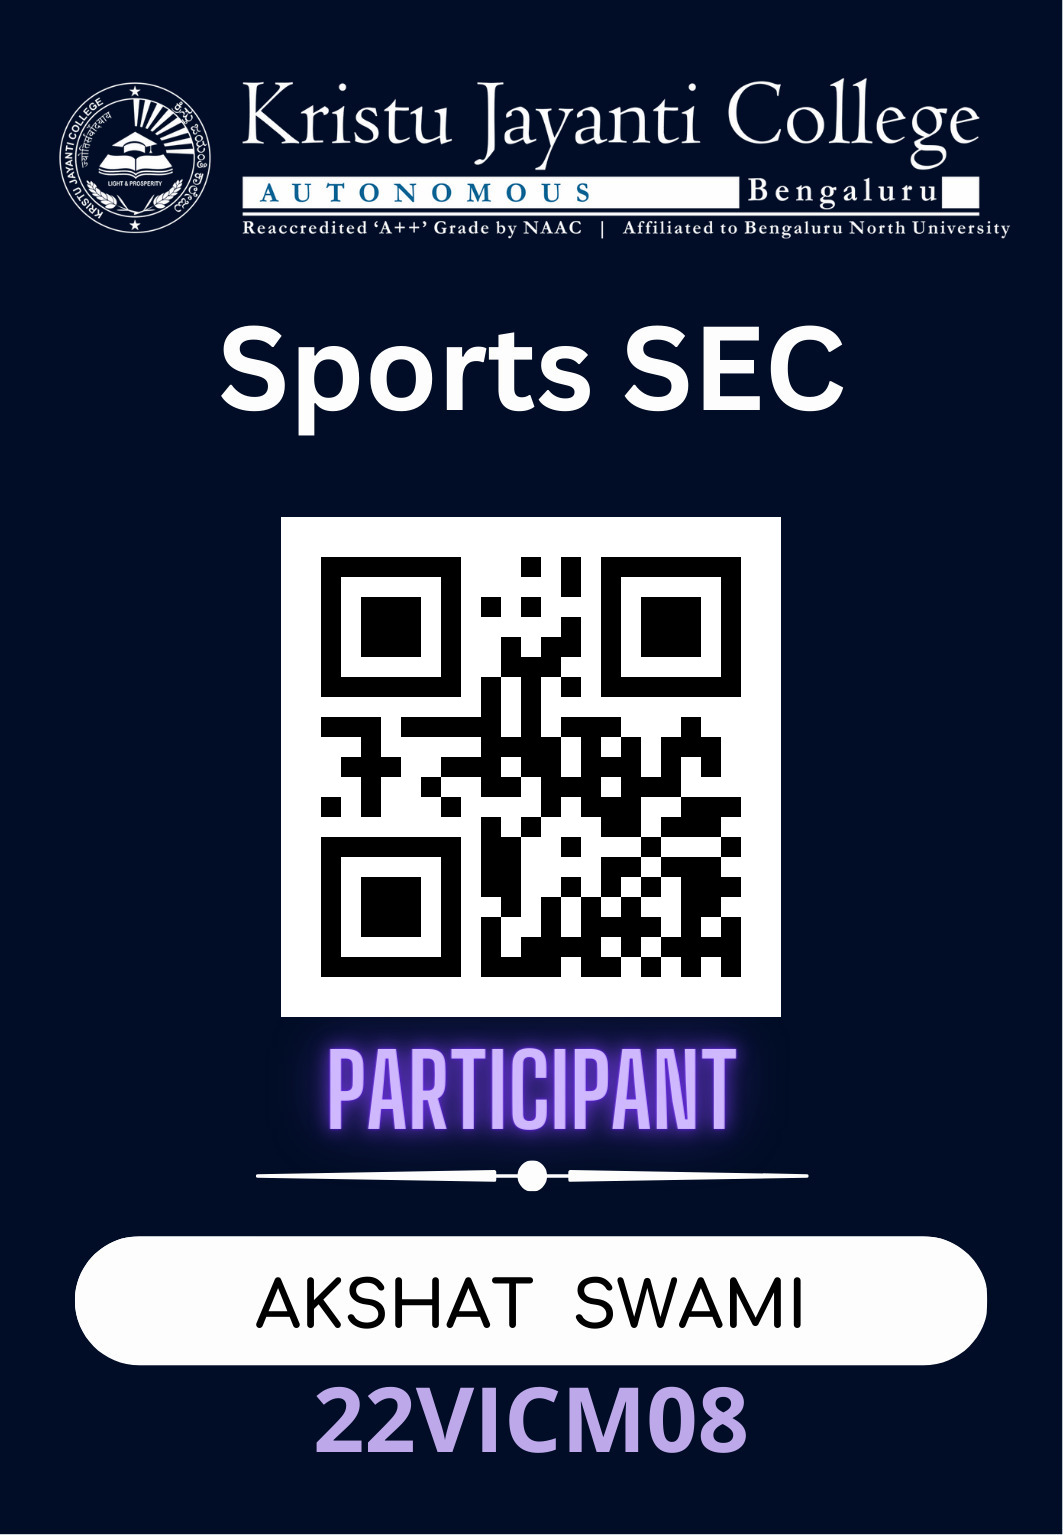 KRISTU JAYANTI COLLEGE
ಕ್ರಿಸ್ತು ಜಯಂತಿ ಕಾಲೇಜು
LIGHT & PROSPERITY
Kristu Jayanti College
AUTONOMOUS Bengaluru
Reaccredited ‘A++’ Grade by NAAC | Affiliated to Bengaluru North University
Sports SEC
PARTICIPANT
AKSHAT SWAMI
22VICM08